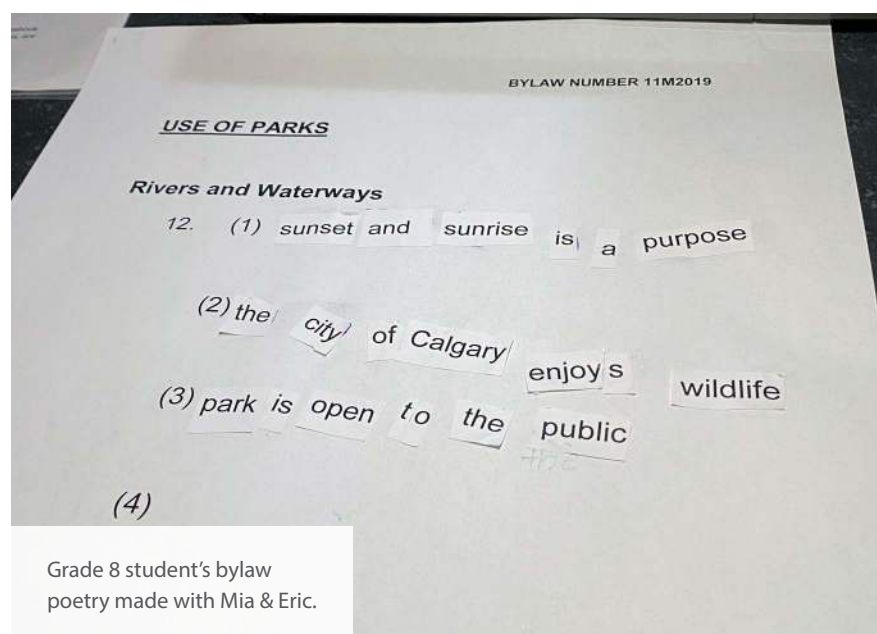 BYLAW NUMBER 11M2019
USE OF PARKS
Rivers and Waterways
12. (1) sunset and sunrise is a purpose
(2) the city of Calgary enjoys wildlife
(3) park is open to the public
the
(4)
Grade 8 student’s bylaw
poetry made with Mia & Eric.